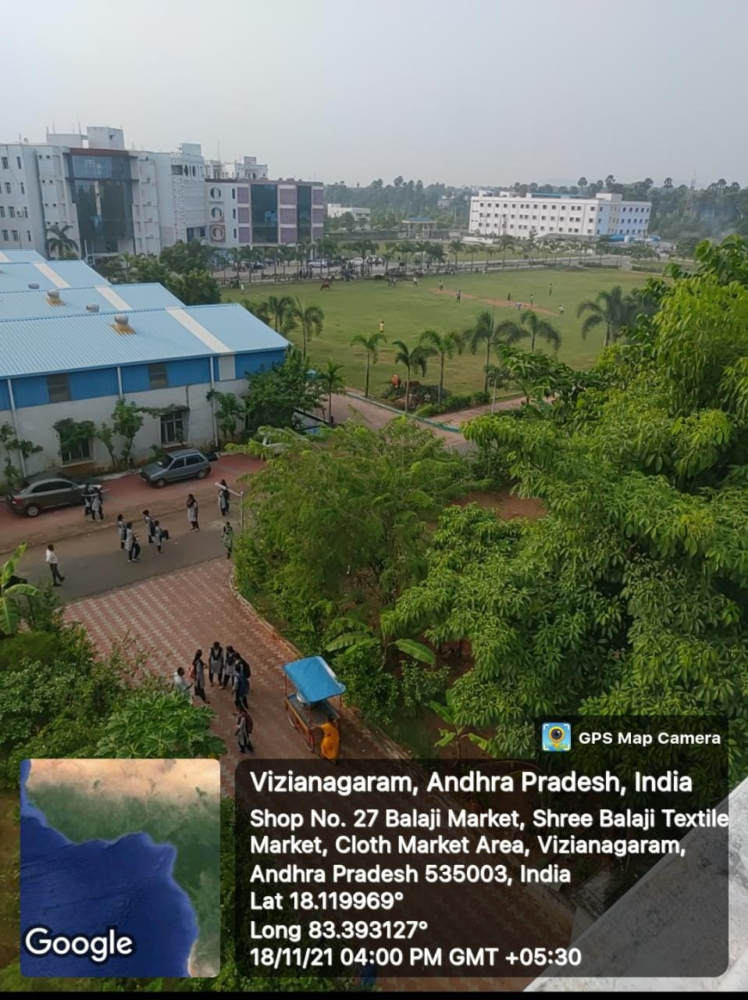 GPS Map Camera
Vizianagaram, Andhra Pradesh, India
Shop No. 27 Balaji Market, Shree Balaji Textile
Market, Cloth Market Area, Vizianagaram,
Andhra Pradesh 535003, India
Lat 18.119969°
Long 83.393127°
18/11/21 04:00 PM GMT +05:30
Google